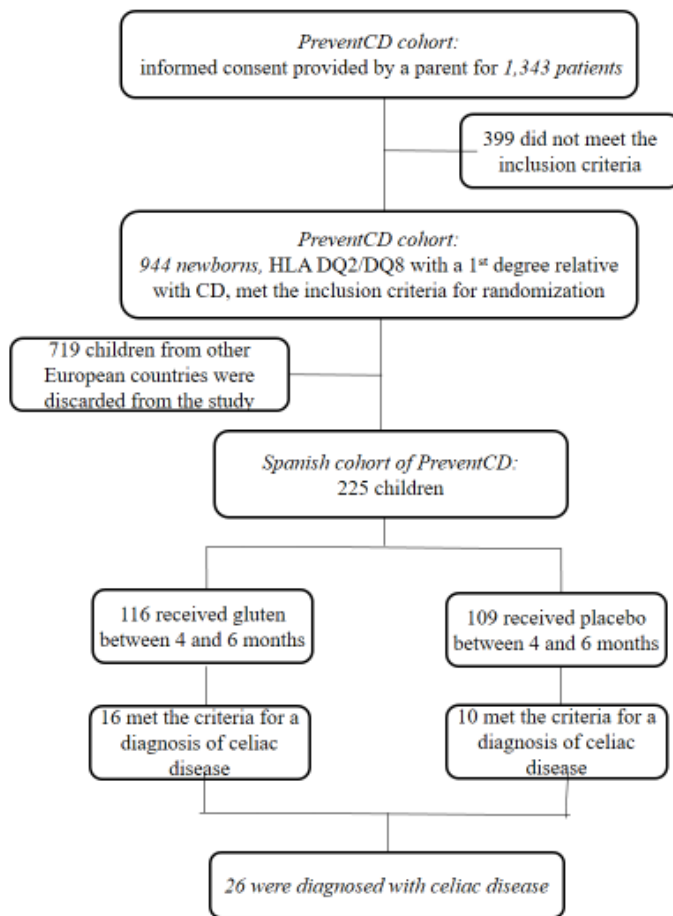 PreventCD cohort:
informed consent provided by a parent for 1,343 patients
399 did not meet the
inclusion criteria
PreventCD cohort:
944 newborns, HLA DQ2/DQ8 with a 1st degree relative
with CD, met the inclusion criteria for randomization
719 children from other
European countries were
discarded from the study
Spanish cohort of PreventCD:
225 children
116 received gluten
between 4 and 6 months
109 received placebo
between 4 and 6 months
16 met the criteria for a
diagnosis of celiac
disease
10 met the criteria for a
diagnosis of celiac
disease
26 were diagnosed with celiac disease